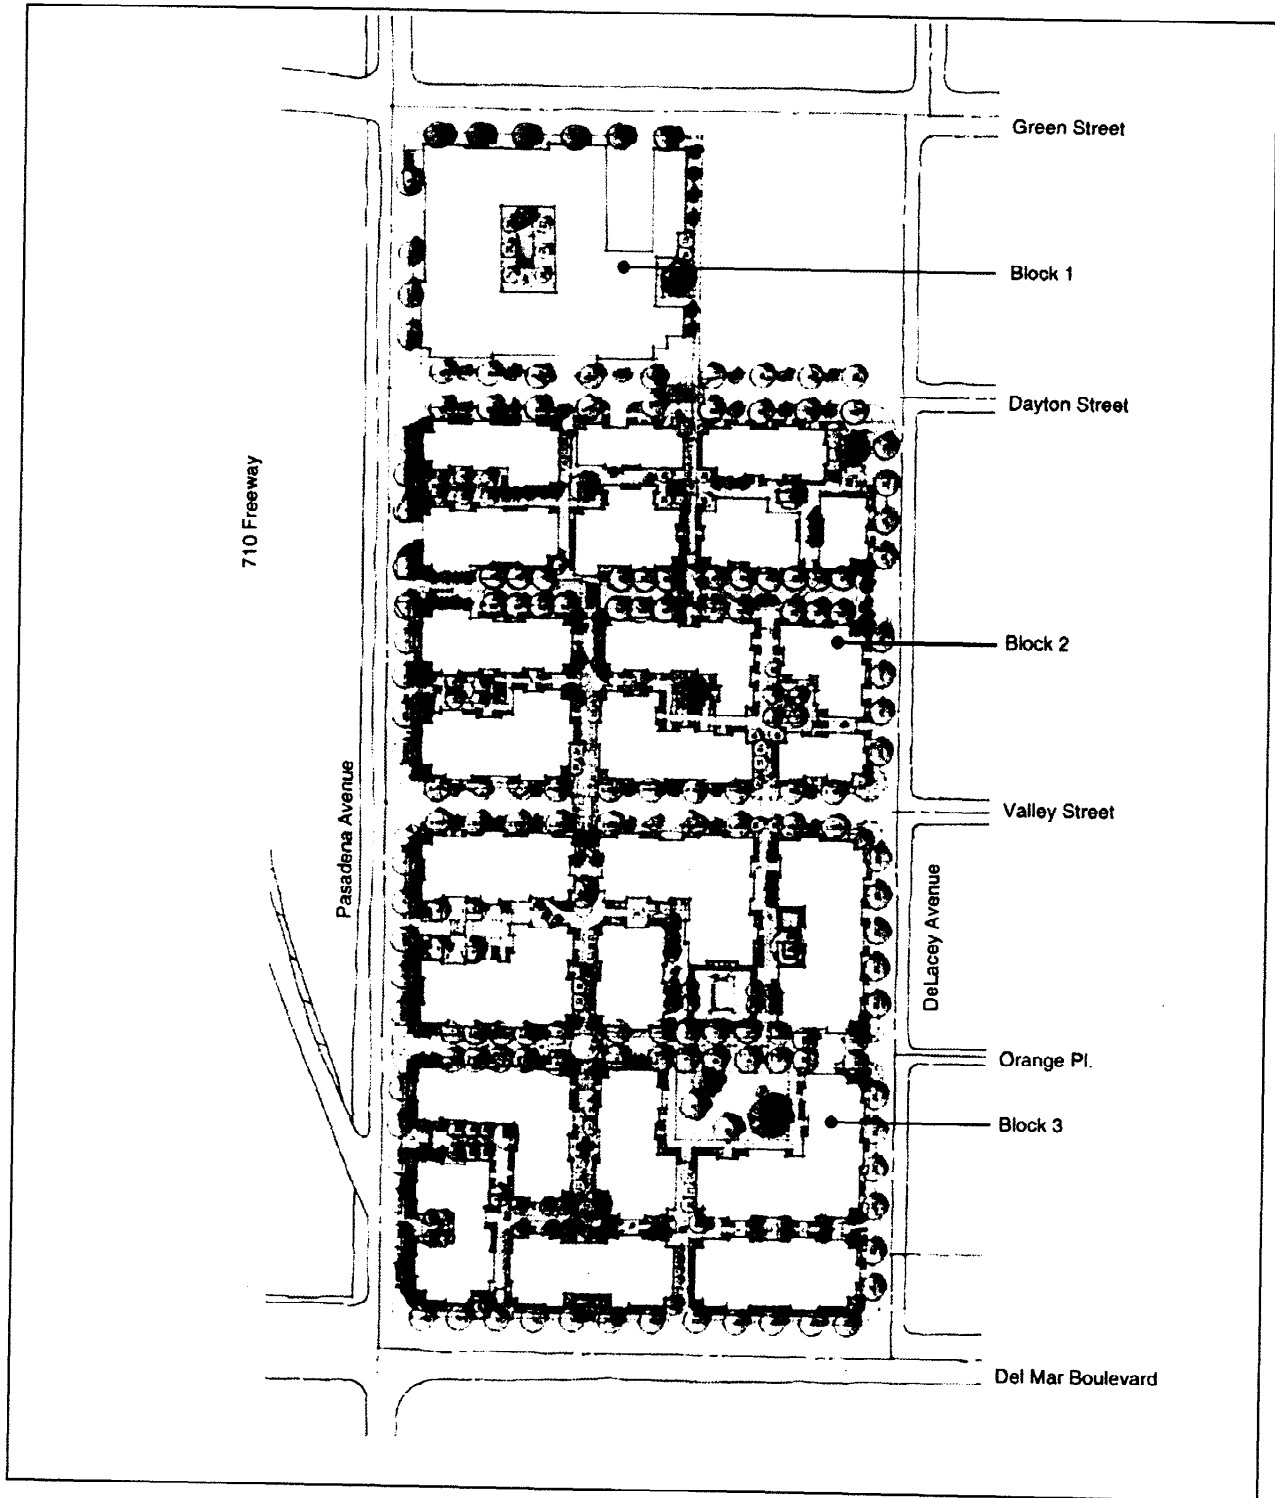 Green Street
Block 1
Dayton Street
710 Freeway
Block 2
Pasadena Avenue
Valley Street
DeLacey Avenue
Orange Pl.
Block 3
Del Mar Boulevard